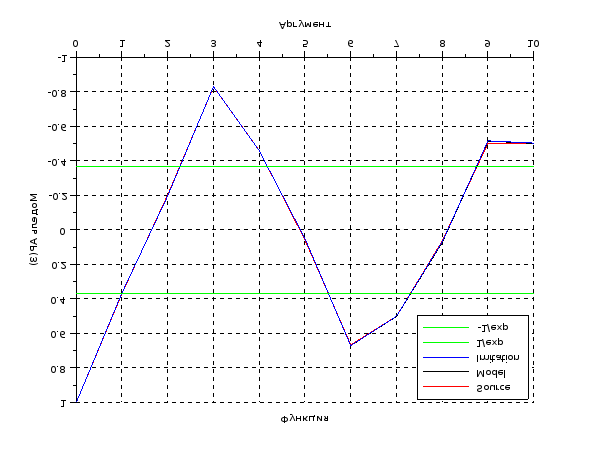 Функция
1
0.8
0.6
0.4
0.2
0
-0.2
-0.4
-0.6
-0.8
-1
Модель АР(3)
Source
Model
Imitation
1/exp
-1/exp
0 1 2 3 4 5 6 7 8 9 10
Аргумент